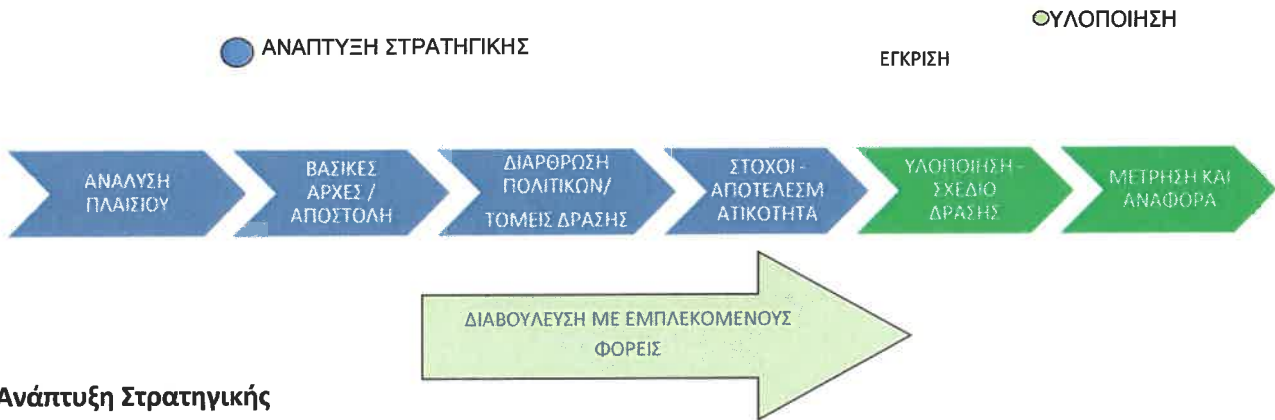 ΥΛΟΠΟΙΗΣΗ
ΑΝΑΠΤΥΞΗ ΣΤΡΑΤΗΓΙΚΗΣ
ΕΓΚΡΙΣΗ
ΑΝΑΛΥΣΗ
ΠΛΑΙΣΙΟΥ
ΒΑΣΙΚΕΣ
ΑΡΧΕΣ /
ΑΠΟΣΤΟΛΗ
ΔΙΑΡΘΡΩΣΗ
ΠΟΛΙΤΙΚΩΝ/
ΤΟΜΕΙΣ ΔΡΑΣΗΣ
ΣΤΟΧΟΙ -
ΑΠΟΤΕΛΕΣΜ
ΑΤΙΚΟΤΗΤΑ
ΥΛΟΠΟΙΗΣΗ –
ΣΧΕΔΙΟ
ΔΡΑΣΗΣ
ΜΕΤΡΗΣΗ ΚΑΙ
ΑΝΑΦΟΡΑ
ΔΙΑΒΟΥΛΕΥΣΗ ΜΕ ΕΜΠΛΕΚΟΜΕΝΟΥΣ
ΦΟΡΕΙΣ
Ανάπτυξη Στρατηγικής